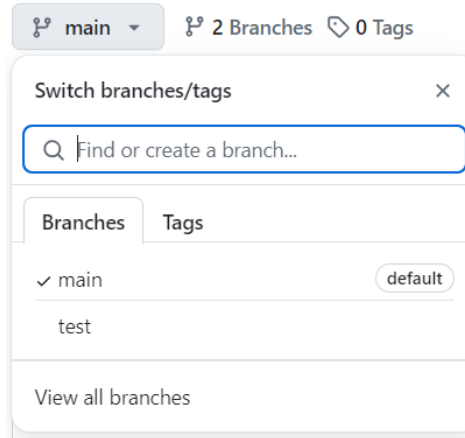 main 2 Branches 0 Tags
Switch branches/tags
Find or create a branch...
Branches Tags
main default
test
View all branches